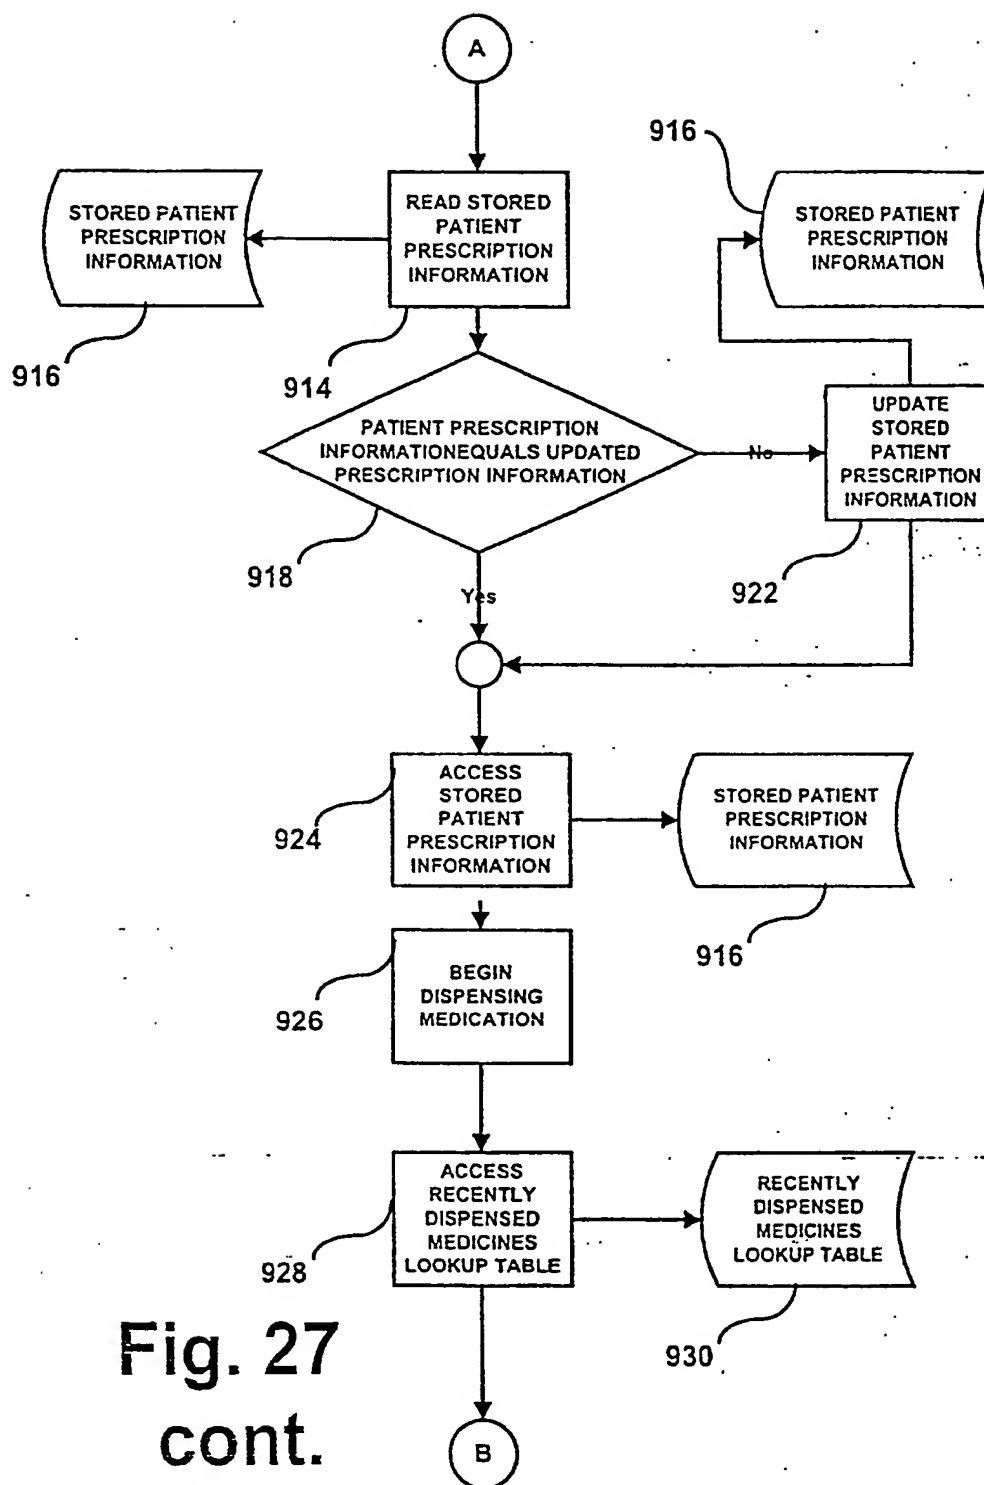 A
916
STORED PATIENT
PRESCRIPTION
INFORMATION
READ STORED
PATIENT
PRESCRIPTION
INFORMATION
STORED PATIENT
PRESCRIPTION
INFORMATION
916
914
PATIENT PRESCRIPTION
INFORMATIONEQUALS UPDATED
PRESCRIPTION INFORMATION
No
UPDATE
STORED
PATIENT
PRESCRIPTION
INFORMATION
918
922
Yes
ACCESS
STORED
PATIENT
PRESCRIPTION
INFORMATION
924
STORED PATIENT
PRESCRIPTION
INFORMATION
916
BEGIN
DISPENSING
MEDICATION
926
ACCESS
RECENTLY
DISPENSED
MEDICINES
LOOKUP TABLE
928
RECENTLY
DISPENSED
MEDICINES
LOOKUP TABLE
930
Fig. 27
cont.
B